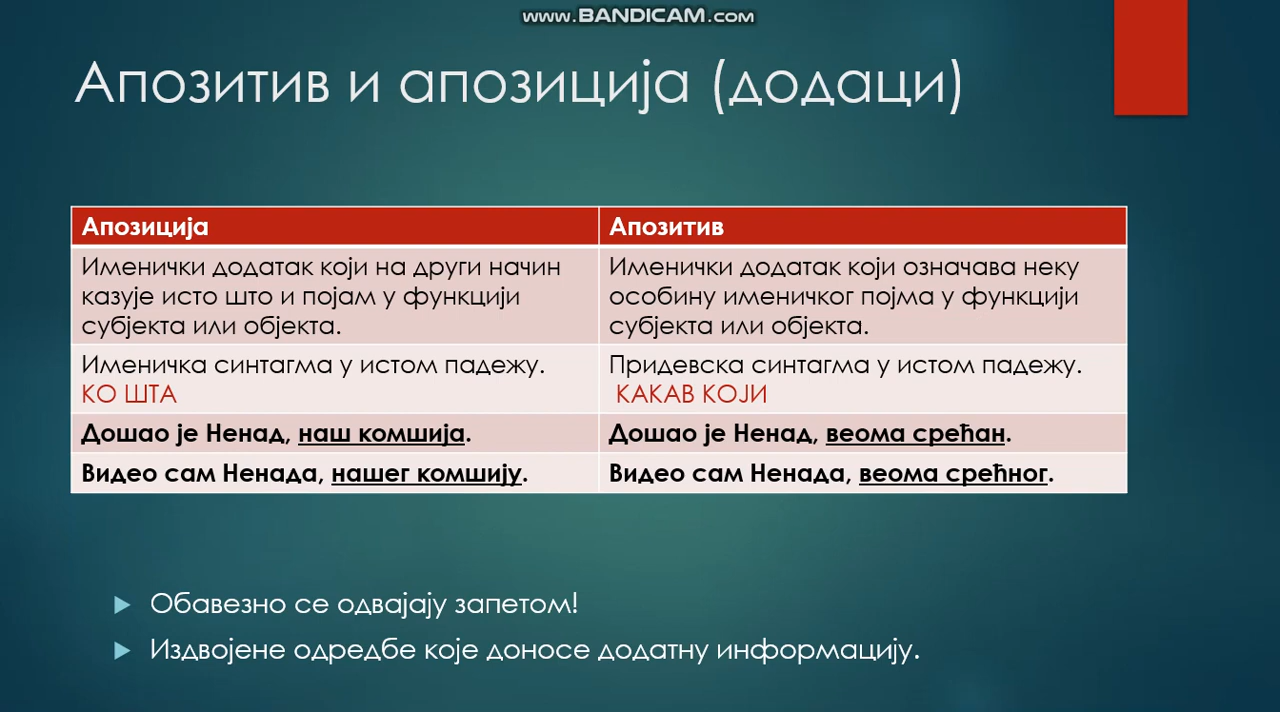 www.BANDICAM.com
Апозитив и апозиција (додаци)
Апозиција
Апозитив
Именички додатак који на други начин
казује исто што и појам у функцији
субјекта или објекта.
Именички додатак који означава неку
особину именичког појма у функцији
субјекта или објекта.
Именичка синтагма у истом падежу.
КО ШТА
Придевска синтагма у истом падежу.
КАКАВ КОЈИ
Дошао је Ненад, наш комшија.
Дошао је Ненад, веома срећан.
Видео сам Ненада, нашег комшију.
Видео сам Ненада, веома срећног.
Обавезно се одвајају запетом!
Издвојене одредбе које доносе додатну информацију.